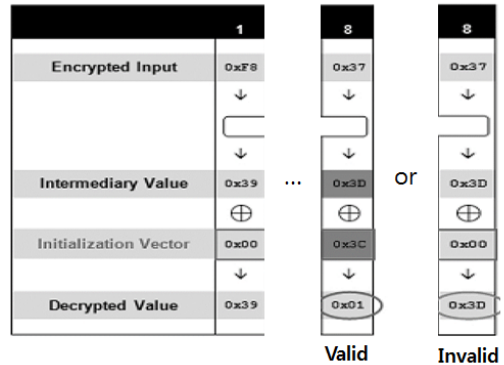 1 8 8
Encrypted Input 0xF8 0x37 0x37
Intermediary Value 0x39 ... 0x3D or 0x3D
Initialization Vector 0x00 0x3C 0x00
Decrypted Value 0x39 0x01 0x3D
Valid Invalid